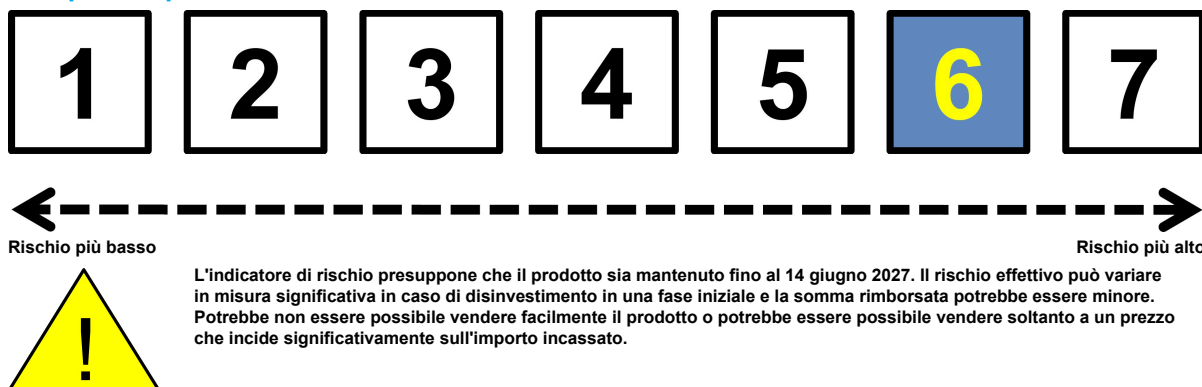 1 2 3 4 5 6 7
Rischio più basso Rischio più alto
L'indicatore di rischio presuppone che il prodotto sia mantenuto fino al 14 giugno 2027. Il rischio effettivo può variare
in misura significativa in caso di disinvestimento in una fase iniziale e la somma rimborsata potrebbe essere minore.
Potrebbe non essere possibile vendere facilmente il prodotto o potrebbe essere possibile vendere soltanto a un prezzo
che incide significativamente sull'importo incassato.
!